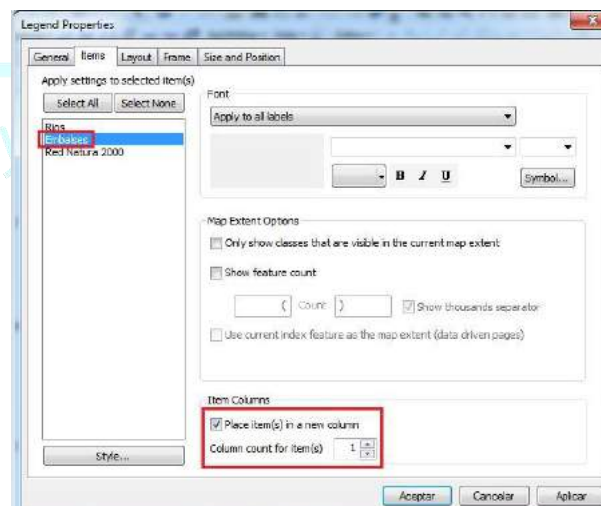 Legend Properties
General Items Layout Frame Size and Position
Apply settings to selected item(s)
Select All Select None
Rios
Embalses
Red Natura 2000
Style...
Font
Apply to all labels
B I U
Symbol...
Map Extent Options
Only show classes that are visible in the current map extent
Show feature count
( Count )
Show thousands separator
Use current index feature as the map extent (data driven pages)
Item Columns
Place item(s) in a new column
Column count for item(s) 1
Aceptar Cancelar Aplicar